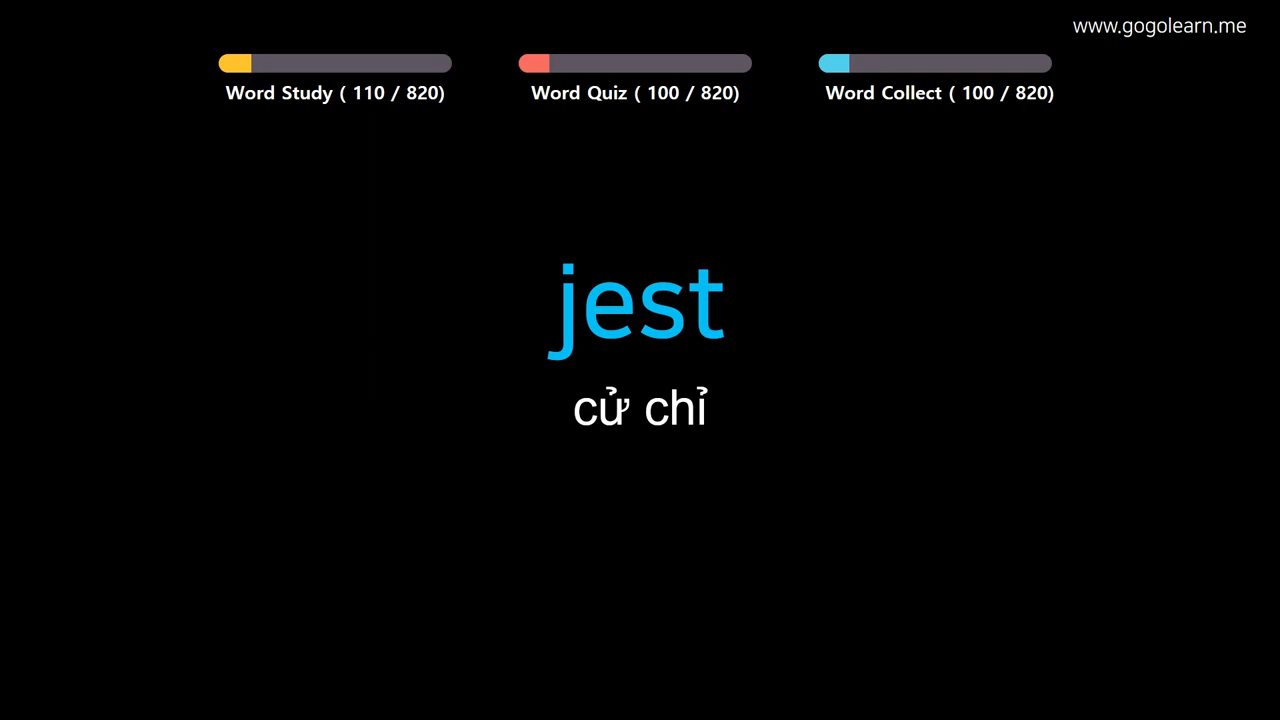 www.gogolearn.me
Word Study ( 110 / 820)
Word Quiz ( 100 / 820)
Word Collect ( 100 / 820)
jest
cử chỉ